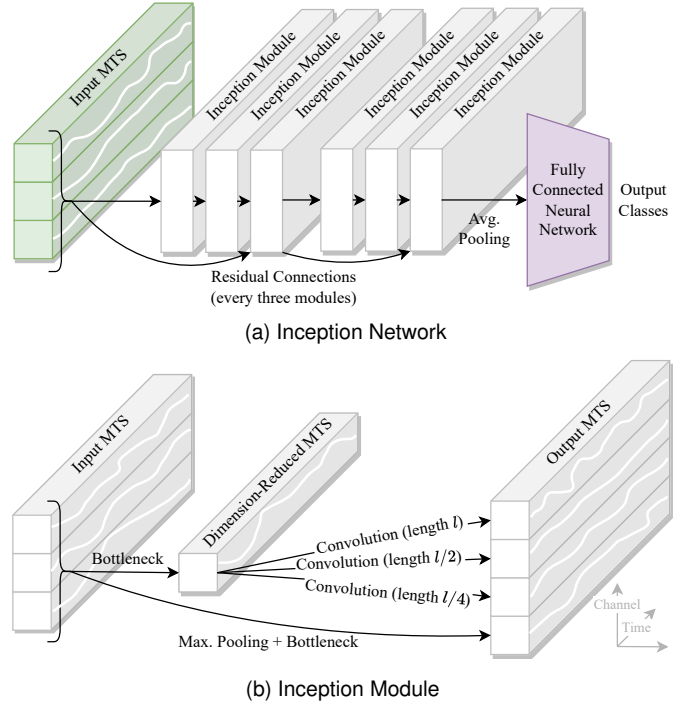 Input MTS
Inception Module
Inception Module
Inception Module
Inception Module
Inception Module
Inception Module
Fully
Connected
Neural
Network
Output
Classes
Avg.
Pooling
Residual Connections
(every three modules)
(a) Inception Network
Input MTS
Dimension-Reduced MTS
Output MTS
Bottleneck
Convolution (length l)
Convolution (length l/2)
Convolution (length l/4)
Max. Pooling + Bottleneck
Channel
Time
(b) Inception Module